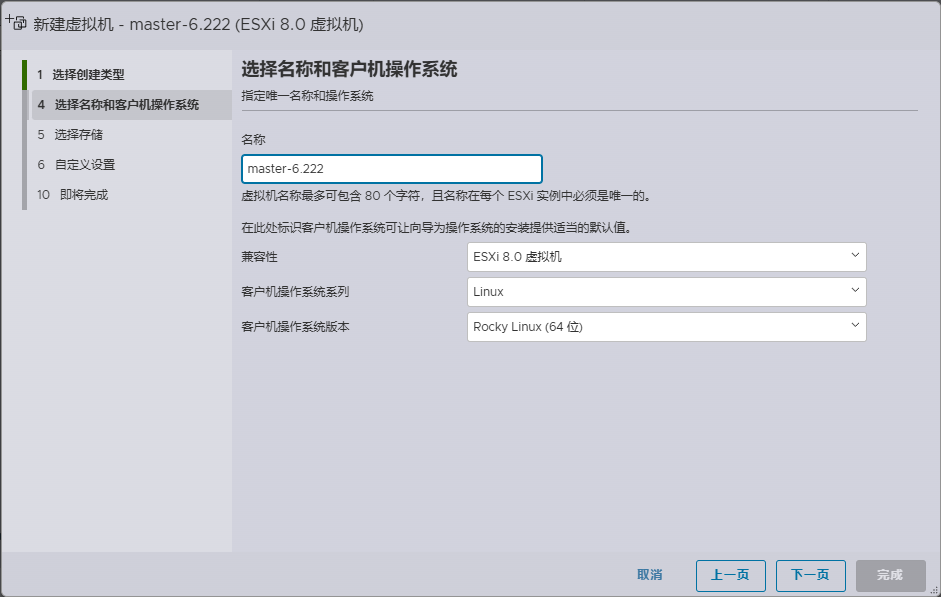 新建虚拟机 - master-6.222 (ESXi 8.0 虚拟机)
1 选择创建类型
4 选择名称和客户机操作系统
5 选择存储
6 自定义设置
10 即将完成
选择名称和客户机操作系统
指定唯一名称和操作系统
名称
master-6.222
虚拟机名称最多可包含 80 个字符，且名称在每个 ESXi 实例中必须是唯一的。
在此处标识客户机操作系统可让向导为操作系统的安装提供适当的默认值。
兼容性 ESXi 8.0 虚拟机
客户机操作系统系列 Linux
客户机操作系统版本 Rocky Linux (64 位)
取消 上一页 下一页 完成